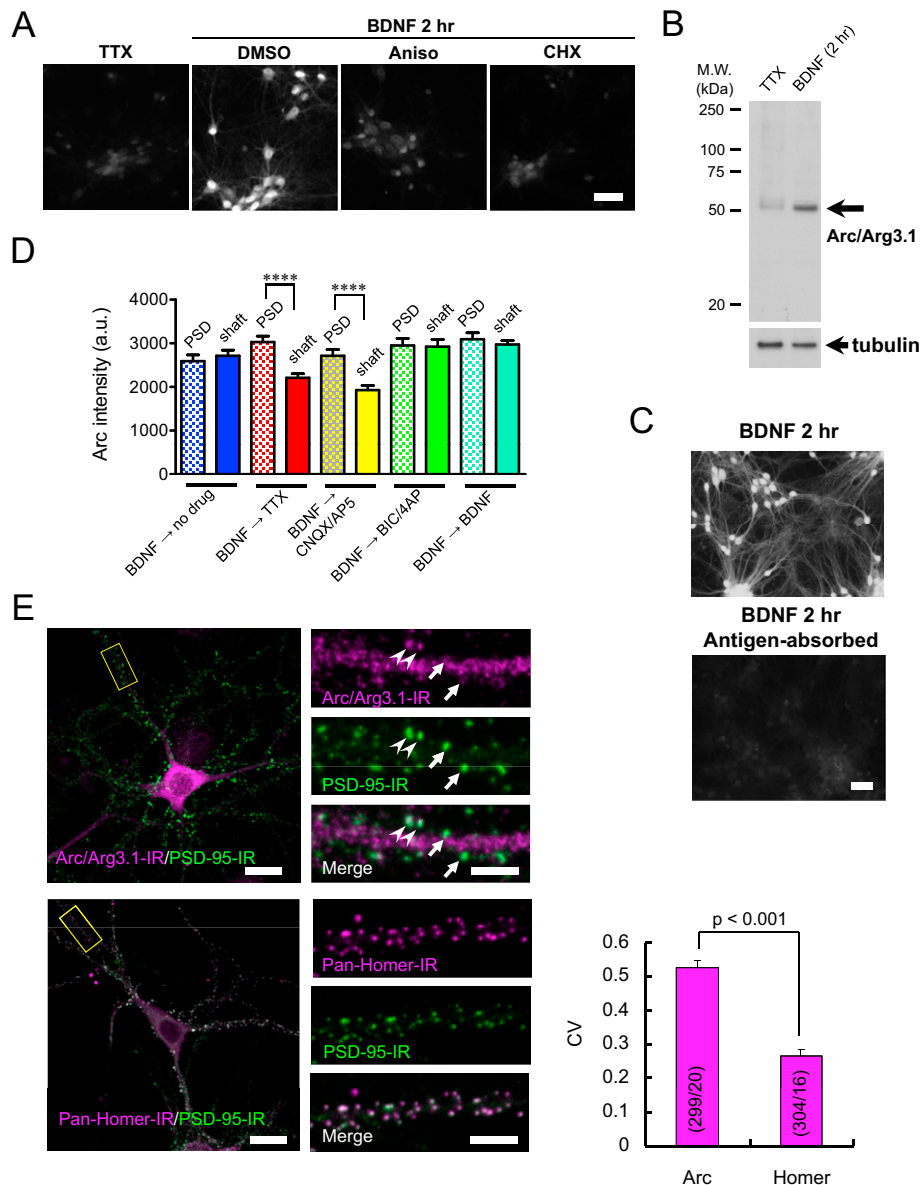 A
BDNF 2 hr
TTX
DMSO
Aniso
CHX
B
M.W.
(kDa)
TTX
BDNF (2 hr)
250
100
75
50
20
Arc/Arg3.1
tubulin
D
Arc intensity (a.u.)
4000
3000
2000
1000
0
PSD
shaft
****
PSD
shaft
****
PSD
shaft
PSD
shaft
PSD
shaft
BDNF → no drug
BDNF → TTX
BDNF →
CNQX/AP5
BDNF → BIC/4AP
BDNF → BDNF
C
BDNF 2 hr
BDNF 2 hr
Antigen-absorbed
E
Arc/Arg3.1-IR/PSD-95-IR
Arc/Arg3.1-IR
PSD-95-IR
Merge
Pan-Homer-IR/PSD-95-IR
Pan-Homer-IR
PSD-95-IR
Merge
p < 0.001
CV
0.6
0.5
0.4
0.3
0.2
0.1
0
(299/20)
(304/16)
Arc
Homer